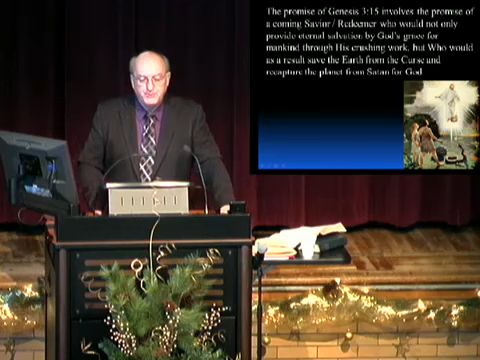 The promise of Genesis 3:15 involves the promise of
a coming Savior / Redeemer who would not only
provide eternal salvation by God's grace for
mankind through His crushing work, but Who would
as a result save the Earth from the Curse and
recapture the planet from Satan for God